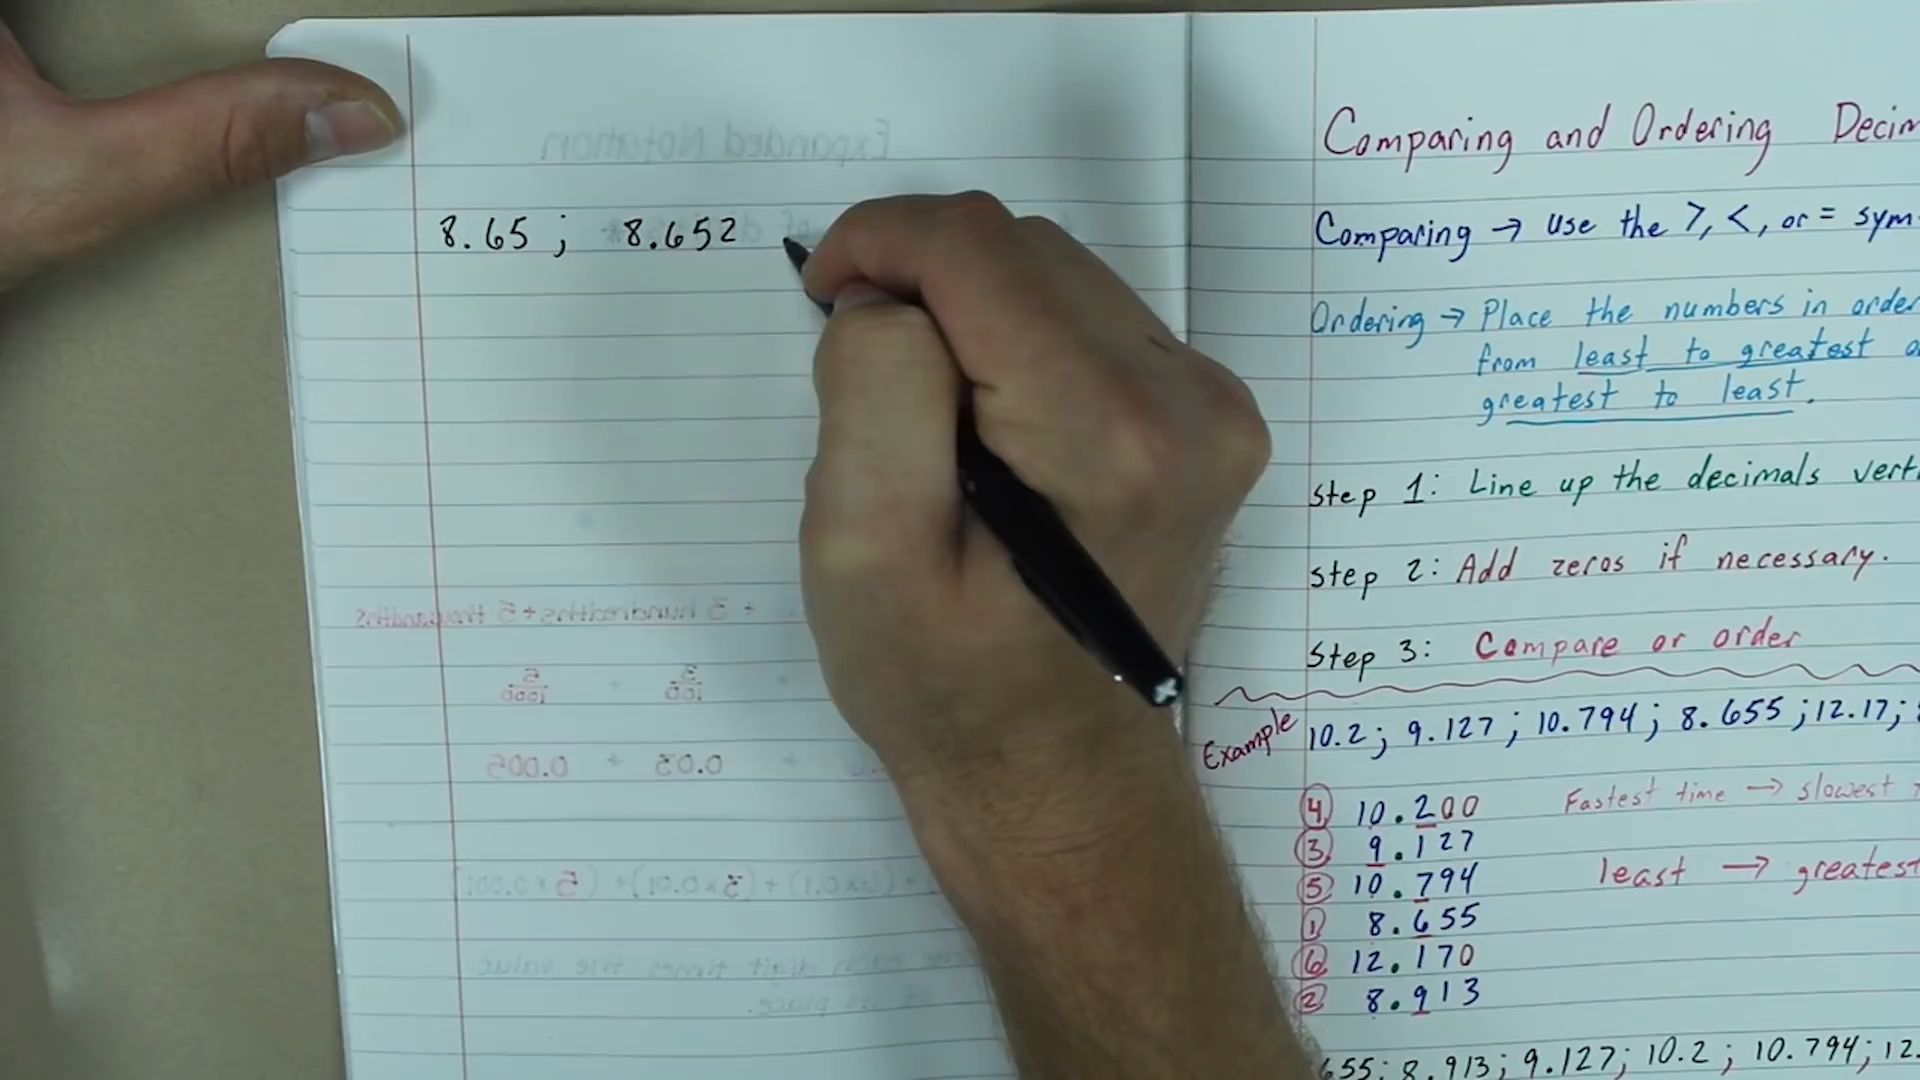 8.65 ; 8.652
Comparing and Ordering
Comparing → Use the >, <, or =
Ordering → Place the numbers in order
from least to greatest
greatest to least.
Step 1: Line up the decimals
Step 2: Add zeros if necessary.
Step 3: Compare or order
Example 10.2 ; 9.127 ; 10.794 ; 8.655 ; 12.17 ;
④ 10.200 Fastest time → slowest
③ 9.127
⑤ 10.794 least → greatest
① 8.655
⑥ 12.170
② 8.913
655; 8.913 ; 9.127; 10.2 ; 10.794; 12.